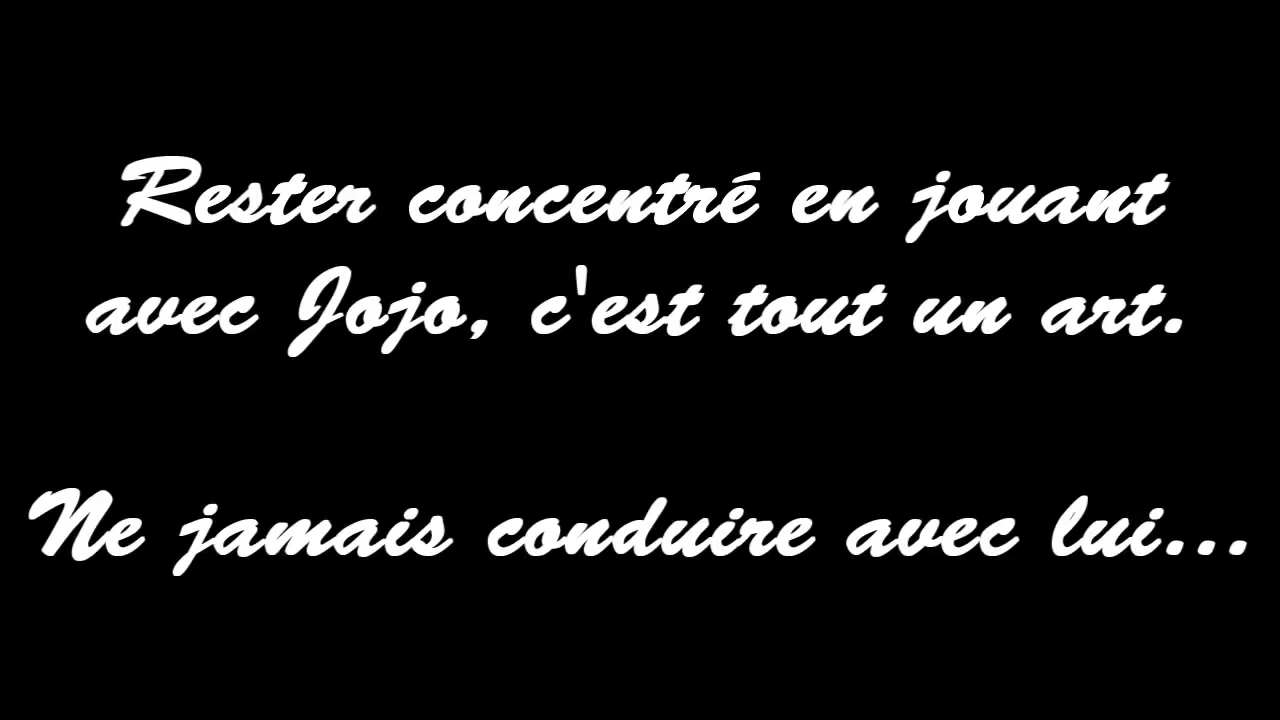 Rester concentré en jouant
avec Jojo, c'est tout un art.
Ne jamais conduire avec lui...